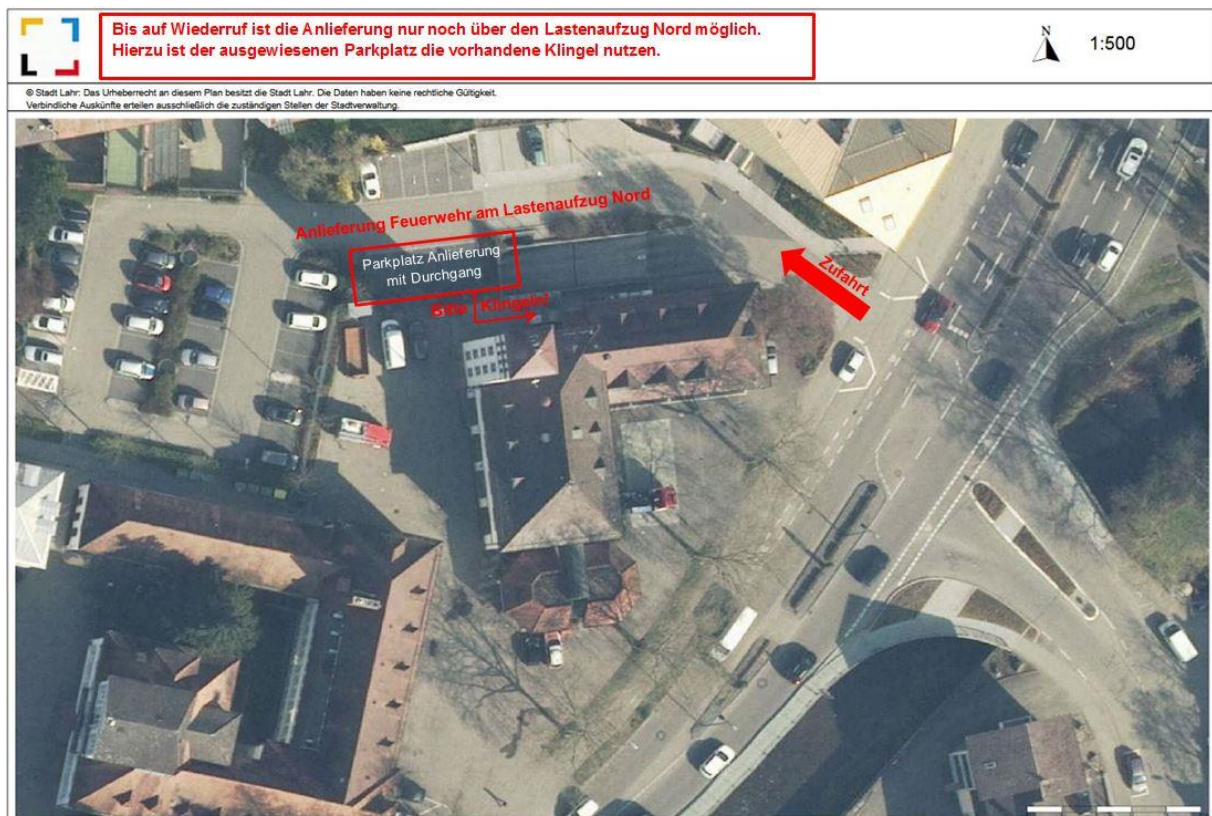 Bis auf Wiederruf ist die Anlieferung nur noch über den Lastenaufzug Nord möglich.
Hierzu ist der ausgewiesenen Parkplatz die vorhandene Klingel nutzen.
N
1:500
© Stadt Lahr: Das Urheberrecht an diesem Plan besitzt die Stadt Lahr. Die Daten haben keine rechtliche Gültigkeit.
Verbindliche Auskünfte erteilen ausschließlich die zuständigen Stellen der Stadtverwaltung.
Anlieferung Feuerwehr am Lastenaufzug Nord
Parkplatz Anlieferung
mit Durchgang
Zufahrt
Bitte Klingeln!